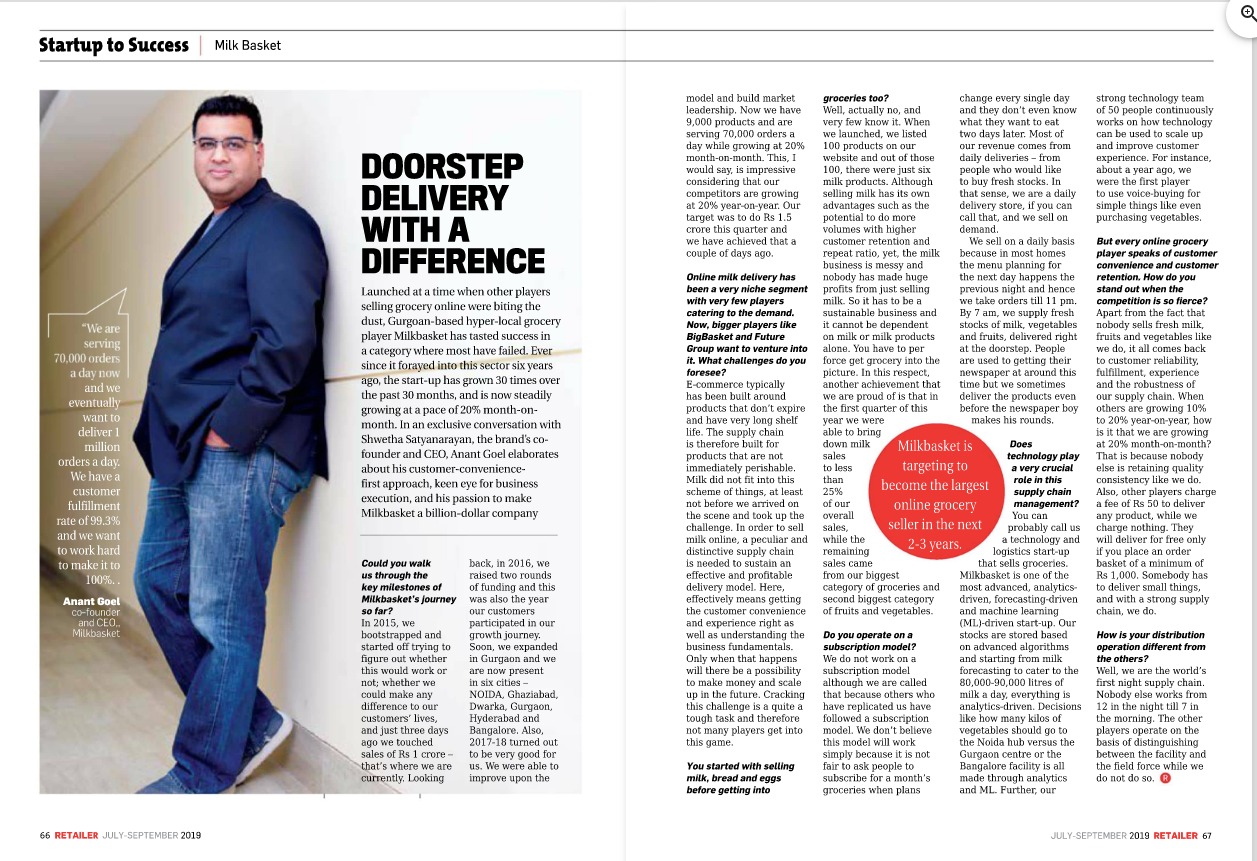 Startup to Success | Milk Basket
DOORSTEP
DELIVERY
WITH A
DIFFERENCE
Launched at a time when other players
selling grocery online were biting the
dust, Gurgoan-based hyper-local grocery
player Milkbasket has tasted success in
a category where most have failed. Ever
since it forayed into this sector six years
ago, the start-up has grown 30 times over
the past 30 months, and is now steadily
growing at a pace of 20% month-on-
month. In an exclusive conversation with
Shwetha Satyanarayan, the brand's co-
founder and CEO, Anant Goel elaborates
about his customer-convenience-
first approach, keen eye for business
execution, and his passion to make
Milkbasket a billion-dollar company
“We are
serving
70,000 orders
a day now
and we
eventually
want to
deliver 1
million
orders a day.
We have a
customer
fulfillment
rate of 99.3%
and we want
to work hard
to make it to
100%. .
Anant Goel
co-founder
and CEO,,
Milkbasket
Could you walk
us through the
key milestones of
Milkbasket's journey
so far?
In 2015, we
bootstrapped and
started off trying to
figure out whether
this would work or
not; whether we
could make any
difference to our
customers' lives,
and just three days
ago we touched
sales of Rs 1 crore –
that's where we are
currently. Looking
back, in 2016, we
raised two rounds
of funding and this
was also the year
our customers
participated in our
growth journey.
Soon, we expanded
in Gurgaon and we
are now present
in six cities –
NOIDA, Ghaziabad,
Dwarka, Gurgaon,
Hyderabad and
Bangalore. Also,
2017-18 turned out
to be very good for
us. We were able to
improve upon the
66 RETAILER JULY-SEPTEMBER 2019
model and build market
leadership. Now we have
9,000 products and are
serving 70,000 orders a
day while growing at 20%
month-on-month. This, I
would say, is impressive
considering that our
competitors are growing
at 20% year-on-year. Our
target was to do Rs 1.5
crore this quarter and
we have achieved that a
couple of days ago.
Online milk delivery has
been a very niche segment
with very few players
catering to the demand.
Now, bigger players like
BigBasket and Future
Group want to venture into
it. What challenges do you
foresee?
E-commerce typically
has been built around
products that don't expire
and have very long shelf
life. The supply chain
is therefore built for
products that are not
immediately perishable.
Milk did not fit into this
scheme of things, at least
not before we arrived on
the scene and took up the
challenge. In order to sell
milk online, a peculiar and
distinctive supply chain
is needed to sustain an
effective and profitable
delivery model. Here,
effectively means getting
the customer convenience
and experience right as
well as understanding the
business fundamentals.
Only when that happens
will there be a possibility
to make money and scale
up in the future. Cracking
this challenge is a quite a
tough task and therefore
not many players get into
this game.
You started with selling
milk, bread and eggs
before getting into
groceries too?
Well, actually no, and
very few know it. When
we launched, we listed
100 products on our
website and out of those
100, there were just six
milk products. Although
selling milk has its own
advantages such as the
potential to do more
volumes with higher
customer retention and
repeat ratio, yet, the milk
business is messy and
nobody has made huge
profits from just selling
milk. So it has to be a
sustainable business and
it cannot be dependent
on milk or milk products
alone. You have to per
force get grocery into the
picture. In this respect,
another achievement that
we are proud of is that in
the first quarter of this
year we were
able to bring
down milk
sales
to less
than
25%
of our
overall
sales,
while the
remaining
sales came
from our biggest
category of groceries and
second biggest category
of fruits and vegetables.
Do you operate on a
subscription model?
We do not work on a
subscription model
although we are called
that because others who
have replicated us have
followed a subscription
model. We don't believe
this model will work
simply because it is not
fair to ask people to
subscribe for a month's
groceries when plans
Milkbasket is
targeting to
become the largest
online grocery
seller in the next
2-3 years.
change every single day
and they don't even know
what they want to eat
two days later. Most of
our revenue comes from
daily deliveries – from
people who would like
to buy fresh stocks. In
that sense, we are a daily
delivery store, if you can
call that, and we sell on
demand.
We sell on a daily basis
because in most homes
the menu planning for
the next day happens the
previous night and hence
we take orders till 11 pm.
By 7 am, we supply fresh
stocks of milk, vegetables
and fruits, delivered right
at the doorstep. People
are used to getting their
newspaper at around this
time but we sometimes
deliver the products even
before the newspaper boy
makes his rounds.
Does
technology play
a very crucial
role in this
supply chain
management?
You can
probably call us
a technology and
logistics start-up
that sells groceries.
Milkbasket is one of the
most advanced, analytics-
driven, forecasting-driven
and machine learning
(ML)-driven start-up. Our
stocks are stored based
on advanced algorithms
and starting from milk
forecasting to cater to the
80,000-90,000 litres of
milk a day, everything is
analytics-driven. Decisions
like how many kilos of
vegetables should go to
the Noida hub versus the
Gurgaon centre or the
Bangalore facility is all
made through analytics
and ML. Further, our
strong technology team
of 50 people continuously
works on how technology
can be used to scale up
and improve customer
experience. For instance,
about a year ago, we
were the first player
to use voice-buying for
simple things like even
purchasing vegetables.
But every online grocery
player speaks of customer
convenience and customer
retention. How do you
stand out when the
competition is so fierce?
Apart from the fact that
nobody sells fresh milk,
fruits and vegetables like
we do, it all comes back
to customer reliability,
fulfillment, experience
and the robustness of
our supply chain. When
others are growing 10%
to 20% year-on-year, how
is it that we are growing
at 20% month-on-month?
That is because nobody
else is retaining quality
consistency like we do.
Also, other players charge
a fee of Rs 50 to deliver
any product, while we
charge nothing. They
will deliver for free only
if you place an order
basket of a minimum of
Rs 1,000. Somebody has
to deliver small things,
and with a strong supply
chain, we do.
How is your distribution
operation different from
the others?
Well, we are the world's
first night supply chain.
Nobody else works from
12 in the night till 7 in
the morning. The other
players operate on the
basis of distinguishing
between the facility and
the field force while we
do not do so. R
JULY-SEPTEMBER 2019 RETAILER 67